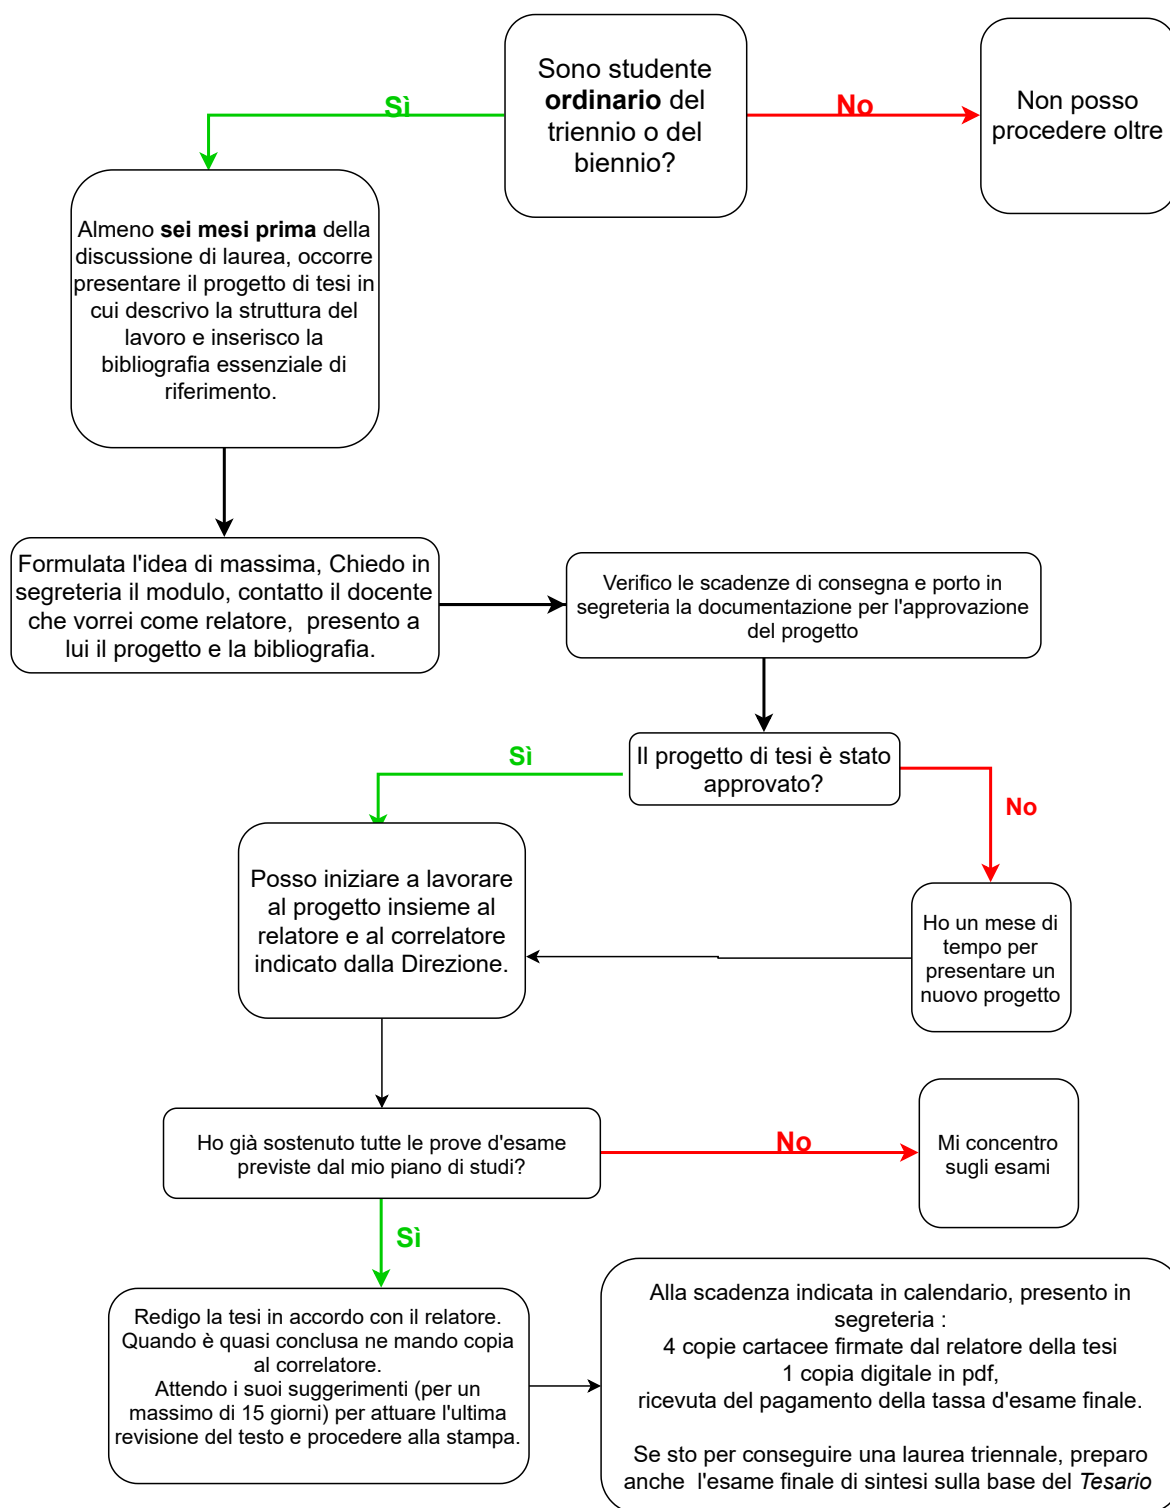 Sono studente
ordinario del
triennio o del
biennio?
Sì
No
Non posso
procedere oltre
Almeno sei mesi prima della
discussione di laurea, occorre
presentare il progetto di tesi in
cui descrivo la struttura del
lavoro e inserisco la
bibliografia essenziale di
riferimento.
Formulata l'idea di massima, Chiedo in
segreteria il modulo, contatto il docente
che vorrei come relatore, presento a
lui il progetto e la bibliografia.
Verifico le scadenze di consegna e porto in
segreteria la documentazione per l'approvazione
del progetto
Il progetto di tesi è stato
approvato?
Sì
No
Posso iniziare a lavorare
al progetto insieme al
relatore e al correlatore
indicato dalla Direzione.
Ho un mese di
tempo per
presentare un
nuovo progetto
Ho già sostenuto tutte le prove d'esame
previste dal mio piano di studi?
No
Mi concentro
sugli esami
Sì
Redigo la tesi in accordo con il relatore.
Quando è quasi conclusa ne mando copia
al correlatore.
Attendo i suoi suggerimenti (per un
massimo di 15 giorni) per attuare l'ultima
revisione del testo e procedere alla stampa.
Alla scadenza indicata in calendario, presento in
segreteria :
4 copie cartacee firmate dal relatore della tesi
1 copia digitale in pdf,
ricevuta del pagamento della tassa d'esame finale.
Se sto per conseguire una laurea triennale, preparo
anche l'esame finale di sintesi sulla base del Tesario